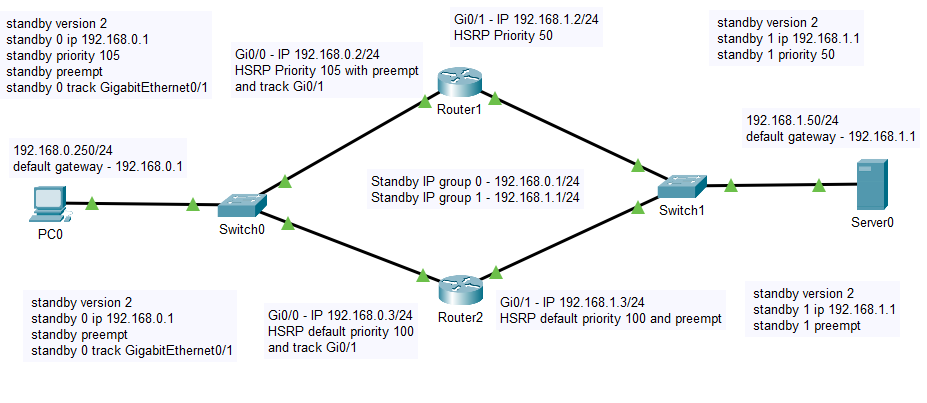 standby version 2
standby 0 ip 192.168.0.1
standby priority 105
standby preempt
standby 0 track GigabitEthernet0/1
Gi0/0 - IP 192.168.0.2/24
HSRP Priority 105 with preempt
and track Gi0/1
Gi0/1 - IP 192.168.1.2/24
HSRP Priority 50
standby version 2
standby 1 ip 192.168.1.1
standby 1 priority 50
Router1
192.168.0.250/24
default gateway - 192.168.0.1
PC0
Switch0
Standby IP group 0 - 192.168.0.1/24
Standby IP group 1 - 192.168.1.1/24
Switch1
192.168.1.50/24
default gateway - 192.168.1.1
Server0
standby version 2
standby 0 ip 192.168.0.1
standby preempt
standby 0 track GigabitEthernet0/1
Gi0/0 - IP 192.168.0.3/24
HSRP default priority 100
and track Gi0/1
Router2
Gi0/1 - IP 192.168.1.3/24
HSRP default priority 100 and preempt
standby version 2
standby 1 ip 192.168.1.1
standby 1 preempt